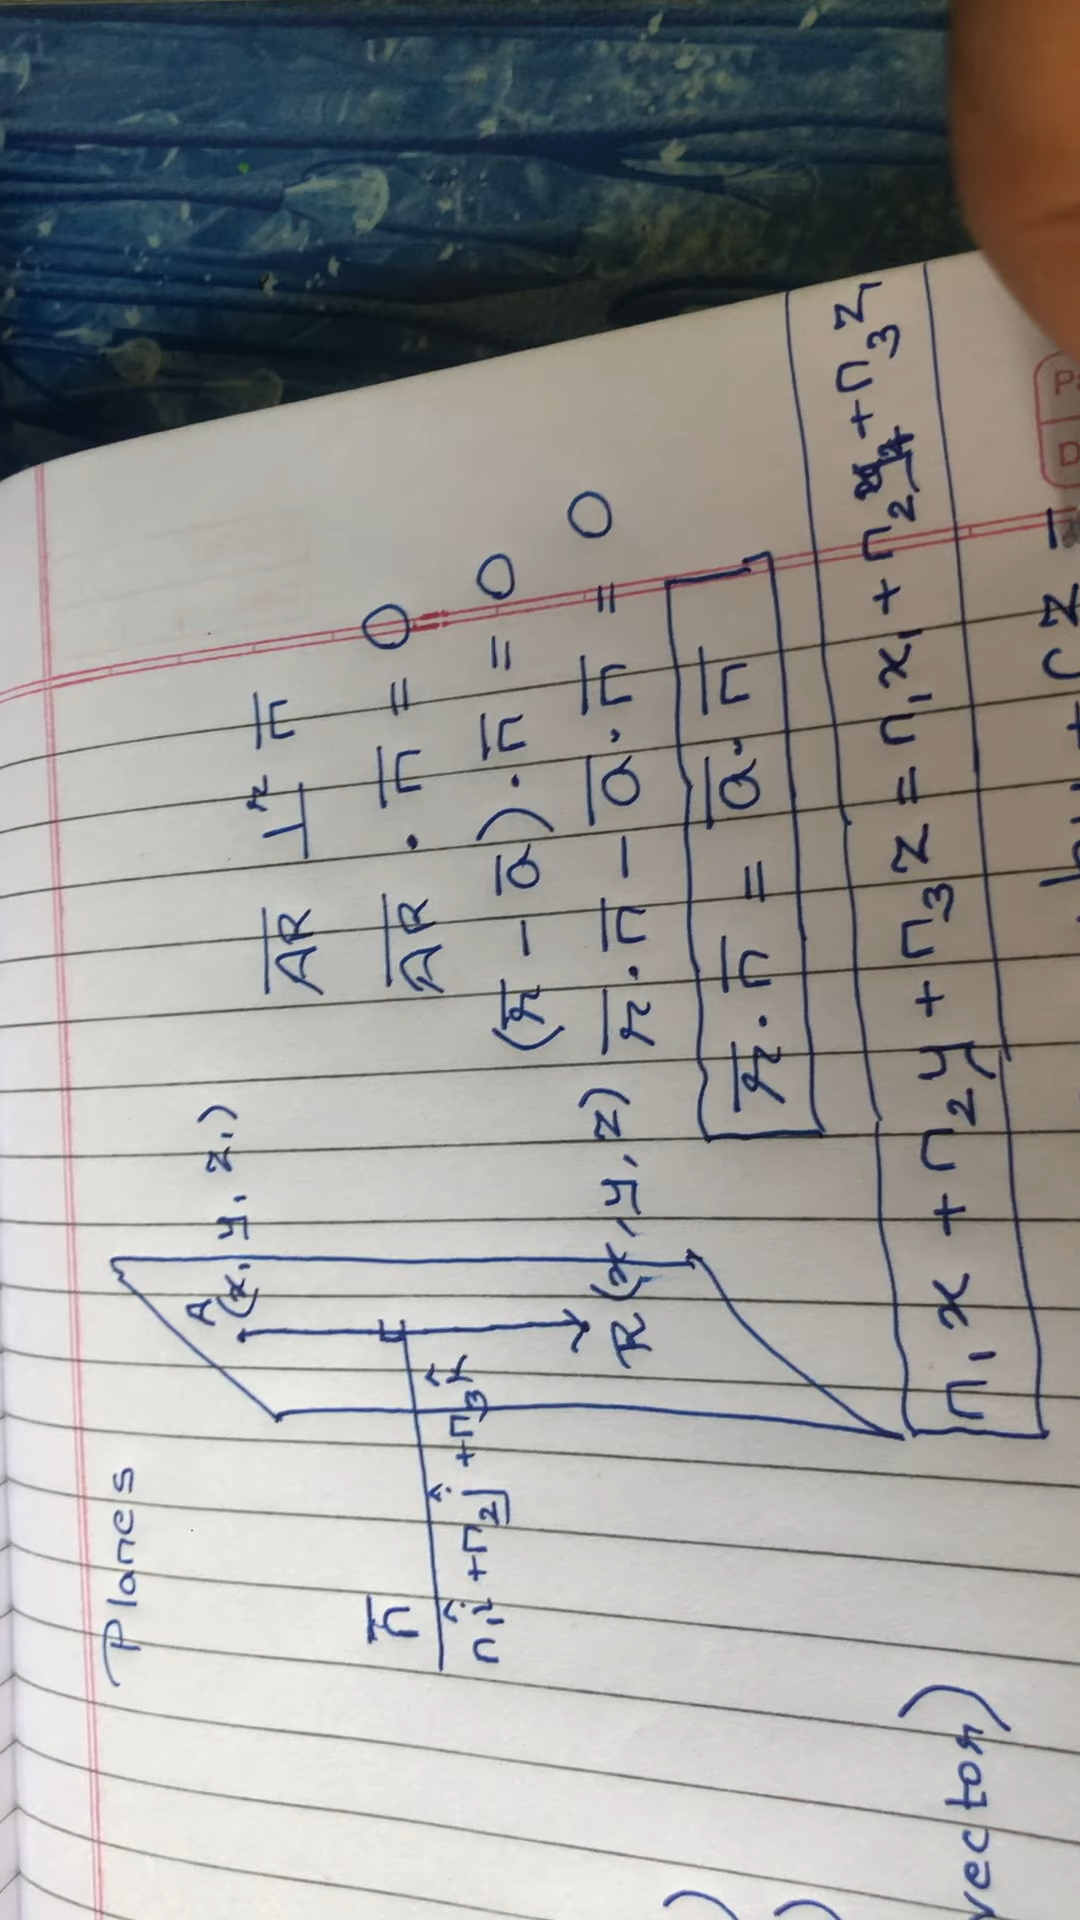 Planes
A
(x₁ y₁ z₁)
AR̅ ⊥ʳ n̅
n̅
n₁î + n₂ĵ + n₃k̂
AR̅ . n̅ = 0
(r̅ - a̅) . n̅ = 0
R (x, y, z)
r̅ . n̅ - a̅ . n̅ = 0
r̅ . n̅ = a̅ . n̅
n₁x + n₂y + n₃z = n₁x₁ + n₂y₁ + n₃z₁
vector)